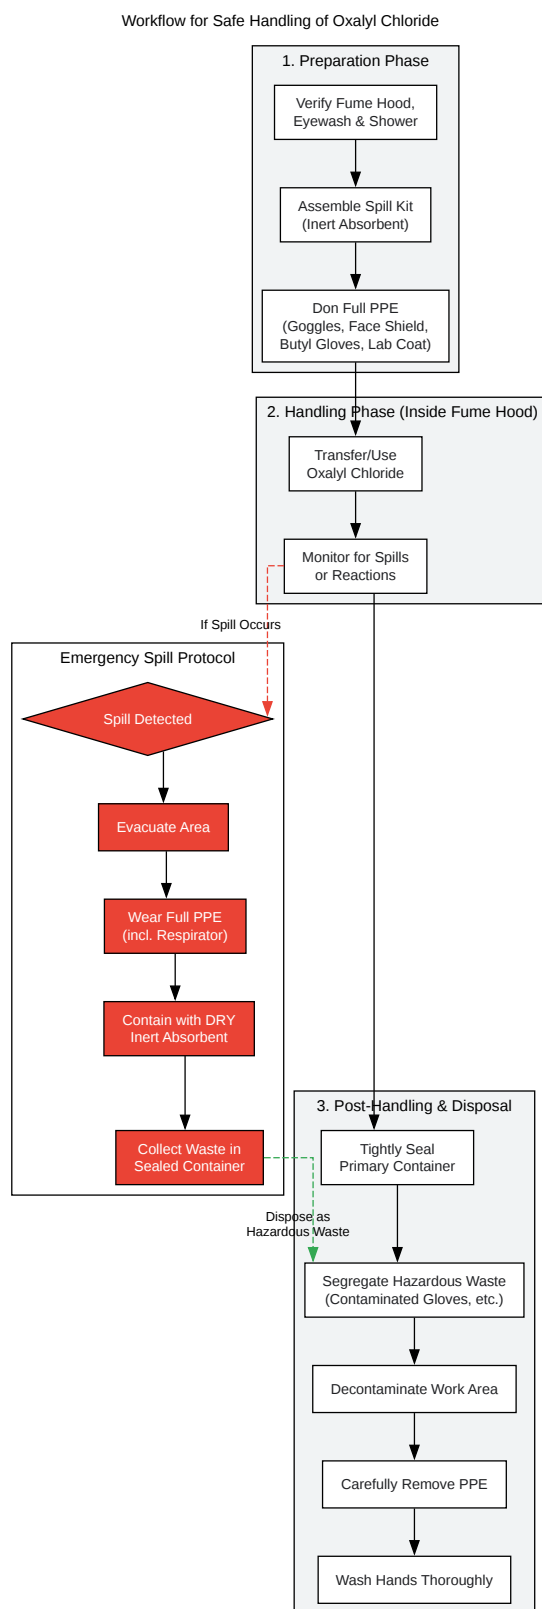 Workflow for Safe Handling of Oxalyl Chloride
1. Preparation Phase
Verify Fume Hood,
Eyewash & Shower
Assemble Spill Kit
(Inert Absorbent)
Don Full PPE
(Goggles, Face Shield,
Butyl Gloves, Lab Coat)
2. Handling Phase (Inside Fume Hood)
Transfer/Use
Oxalyl Chloride
Monitor for Spills
or Reactions
If Spill Occurs
Emergency Spill Protocol
Spill Detected
Evacuate Area
Wear Full PPE
(incl. Respirator)
Contain with DRY
Inert Absorbent
Collect Waste in
Sealed Container
3. Post-Handling & Disposal
Tightly Seal
Primary Container
Dispose as
Hazardous Waste
Segregate Hazardous Waste
(Contaminated Gloves, etc.)
Decontaminate Work Area
Carefully Remove PPE
Wash Hands Thoroughly